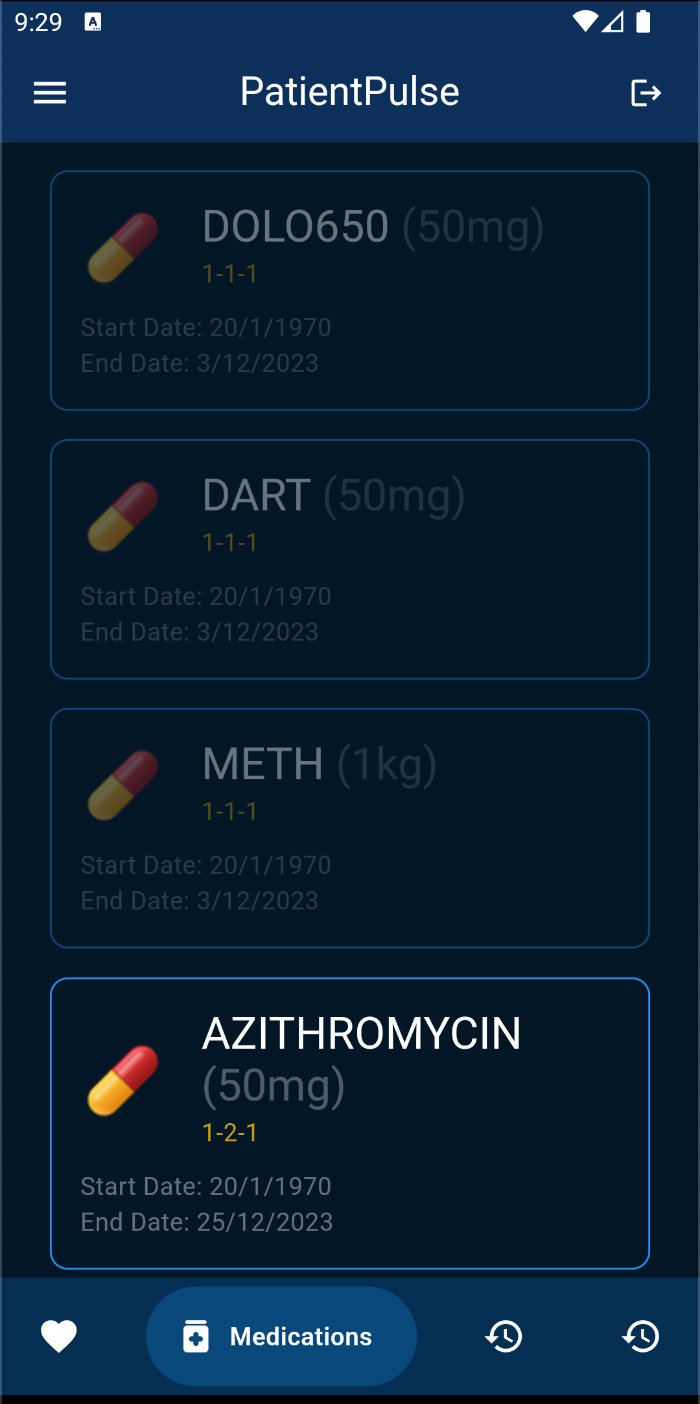 9:29
A
PatientPulse
DOLO650 (50mg)
1-1-1
Start Date: 20/1/1970
End Date: 3/12/2023
DART (50mg)
1-1-1
Start Date: 20/1/1970
End Date: 3/12/2023
METH (1kg)
1-1-1
Start Date: 20/1/1970
End Date: 3/12/2023
AZITHROMYCIN
(50mg)
1-2-1
Start Date: 20/1/1970
End Date: 25/12/2023
Medications